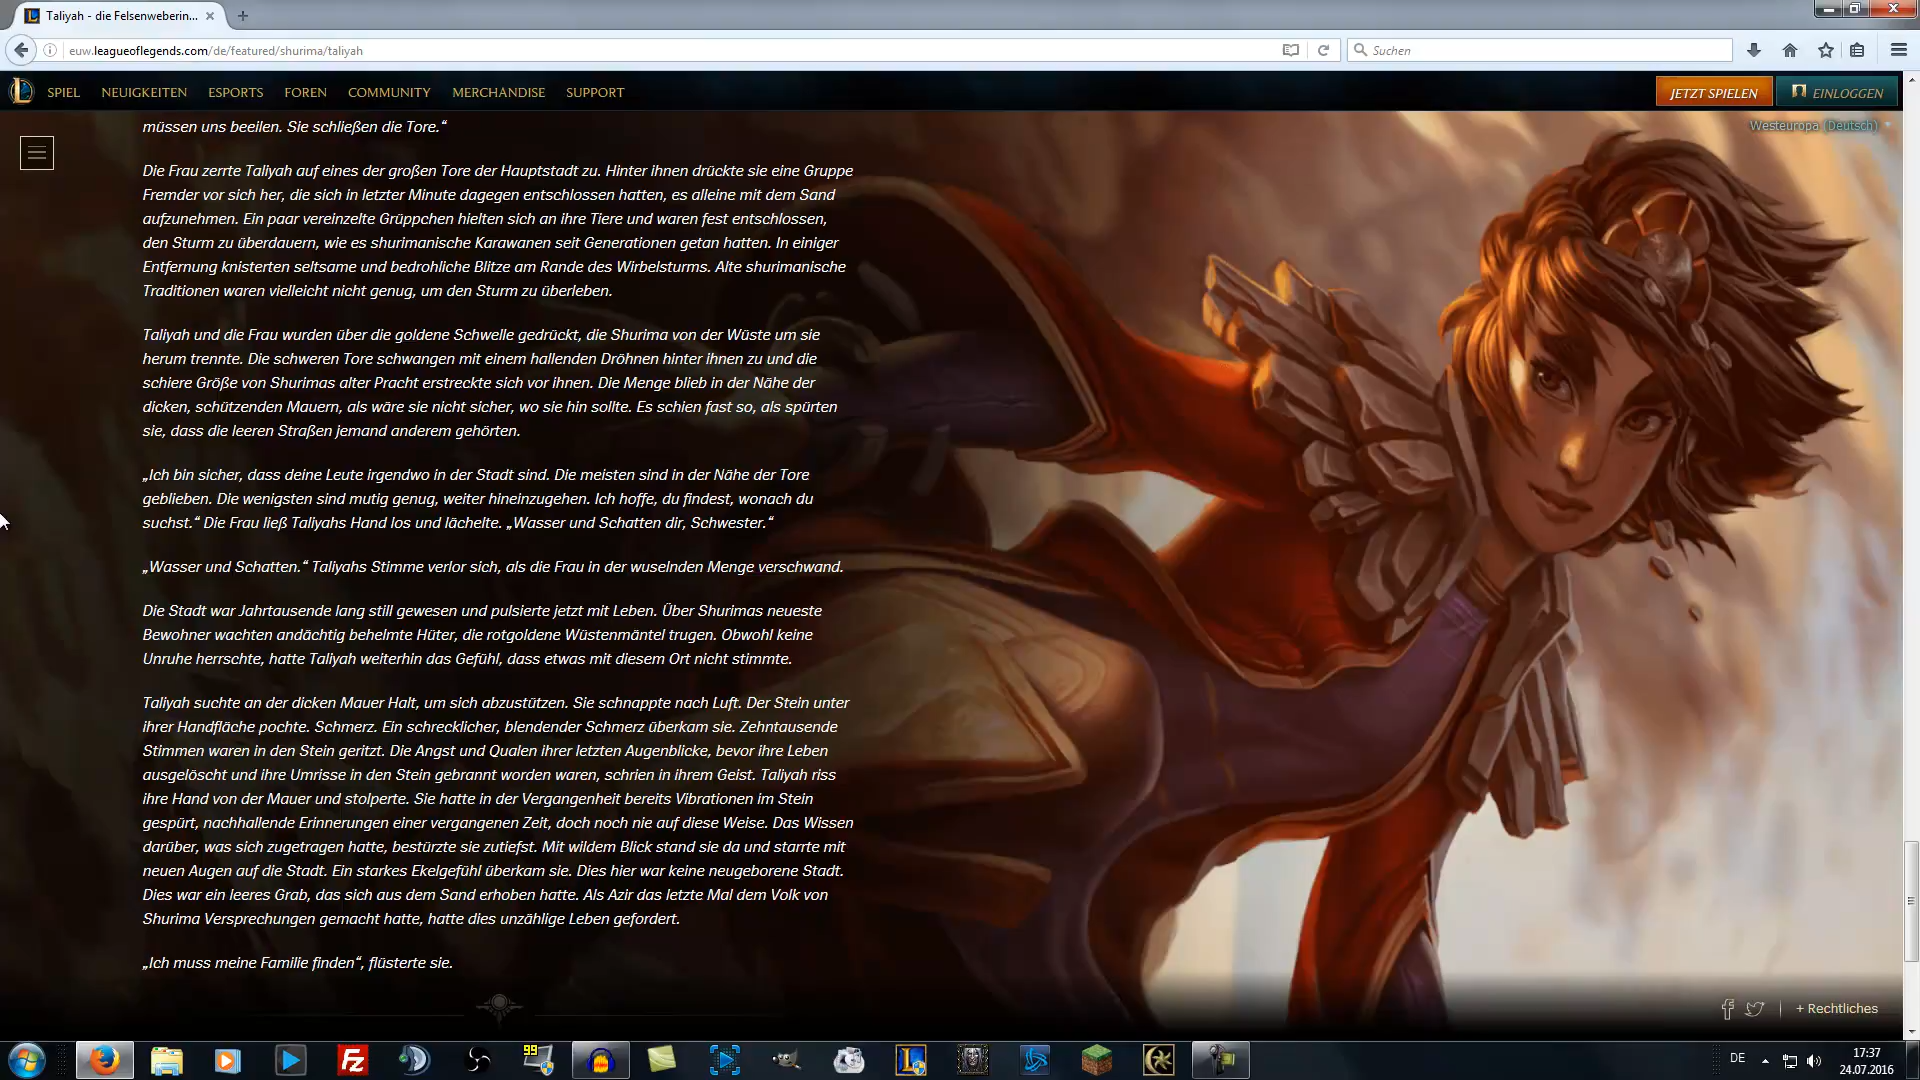 Taliyah - die Felsenweberin...
euw.leagueoflegends.com/de/featured/shurima/taliyah
Suchen
SPIEL NEUIGKEITEN ESPORTS FOREN COMMUNITY MERCHANDISE SUPPORT
JETZT SPIELEN EINLOGGEN
Westeuropa (Deutsch)
müssen uns beeilen. Sie schließen die Tore.“
Die Frau zerrte Taliyah auf eines der großen Tore der Hauptstadt zu. Hinter ihnen drückte sie eine Gruppe
Fremder vor sich her, die sich in letzter Minute dagegen entschlossen hatten, es alleine mit dem Sand
aufzunehmen. Ein paar vereinzelte Grüppchen hielten sich an ihre Tiere und waren fest entschlossen,
den Sturm zu überdauern, wie es shurimanische Karawanen seit Generationen getan hatten. In einiger
Entfernung knisterten seltsame und bedrohliche Blitze am Rande des Wirbelsturms. Alte shurimanische
Traditionen waren vielleicht nicht genug, um den Sturm zu überleben.
Taliyah und die Frau wurden über die goldene Schwelle gedrückt, die Shurima von der Wüste um sie
herum trennte. Die schweren Tore schwangen mit einem hallenden Dröhnen hinter ihnen zu und die
schiere Größe von Shurimas alter Pracht erstreckte sich vor ihnen. Die Menge blieb in der Nähe der
dicken, schützenden Mauern, als wäre sie nicht sicher, wo sie hin sollte. Es schien fast so, als spürten
sie, dass die leeren Straßen jemand anderem gehörten.
„Ich bin sicher, dass deine Leute irgendwo in der Stadt sind. Die meisten sind in der Nähe der Tore
geblieben. Die wenigsten sind mutig genug, weiter hineinzugehen. Ich hoffe, du findest, wonach du
suchst.“ Die Frau ließ Taliyahs Hand los und lächelte. „Wasser und Schatten dir, Schwester.“
„Wasser und Schatten.“ Taliyahs Stimme verlor sich, als die Frau in der wuselnden Menge verschwand.
Die Stadt war Jahrtausende lang still gewesen und pulsierte jetzt mit Leben. Über Shurimas neueste
Bewohner wachten andächtig behelmte Hüter, die rotgoldene Wüstenmäntel trugen. Obwohl keine
Unruhe herrschte, hatte Taliyah weiterhin das Gefühl, dass etwas mit diesem Ort nicht stimmte.
Taliyah suchte an der dicken Mauer Halt, um sich abzustützen. Sie schnappte nach Luft. Der Stein unter
ihrer Handfläche pochte. Schmerz. Ein schrecklicher, blendender Schmerz überkam sie. Zehntausende
Stimmen waren in den Stein geritzt. Die Angst und Qualen ihrer letzten Augenblicke, bevor ihre Leben
ausgelöscht und ihre Umrisse in den Stein gebrannt worden waren, schrien in ihrem Geist. Taliyah riss
ihre Hand von der Mauer und stolperte. Sie hatte in der Vergangenheit bereits Vibrationen im Stein
gespürt, nachhallende Erinnerungen einer vergangenen Zeit, doch noch nie auf diese Weise. Das Wissen
darüber, was sich zugetragen hatte, bestürzte sie zutiefst. Mit wildem Blick stand sie da und starrte mit
neuen Augen auf die Stadt. Ein starkes Ekelgefühl überkam sie. Dies hier war keine neugeborene Stadt.
Dies war ein leeres Grab, das sich aus dem Sand erhoben hatte. Als Azir das letzte Mal dem Volk von
Shurima Versprechungen gemacht hatte, hatte dies unzählige Leben gefordert.
„Ich muss meine Familie finden“, flüsterte sie.
+ Rechtliches
99
DE
17:37
24.07.2016